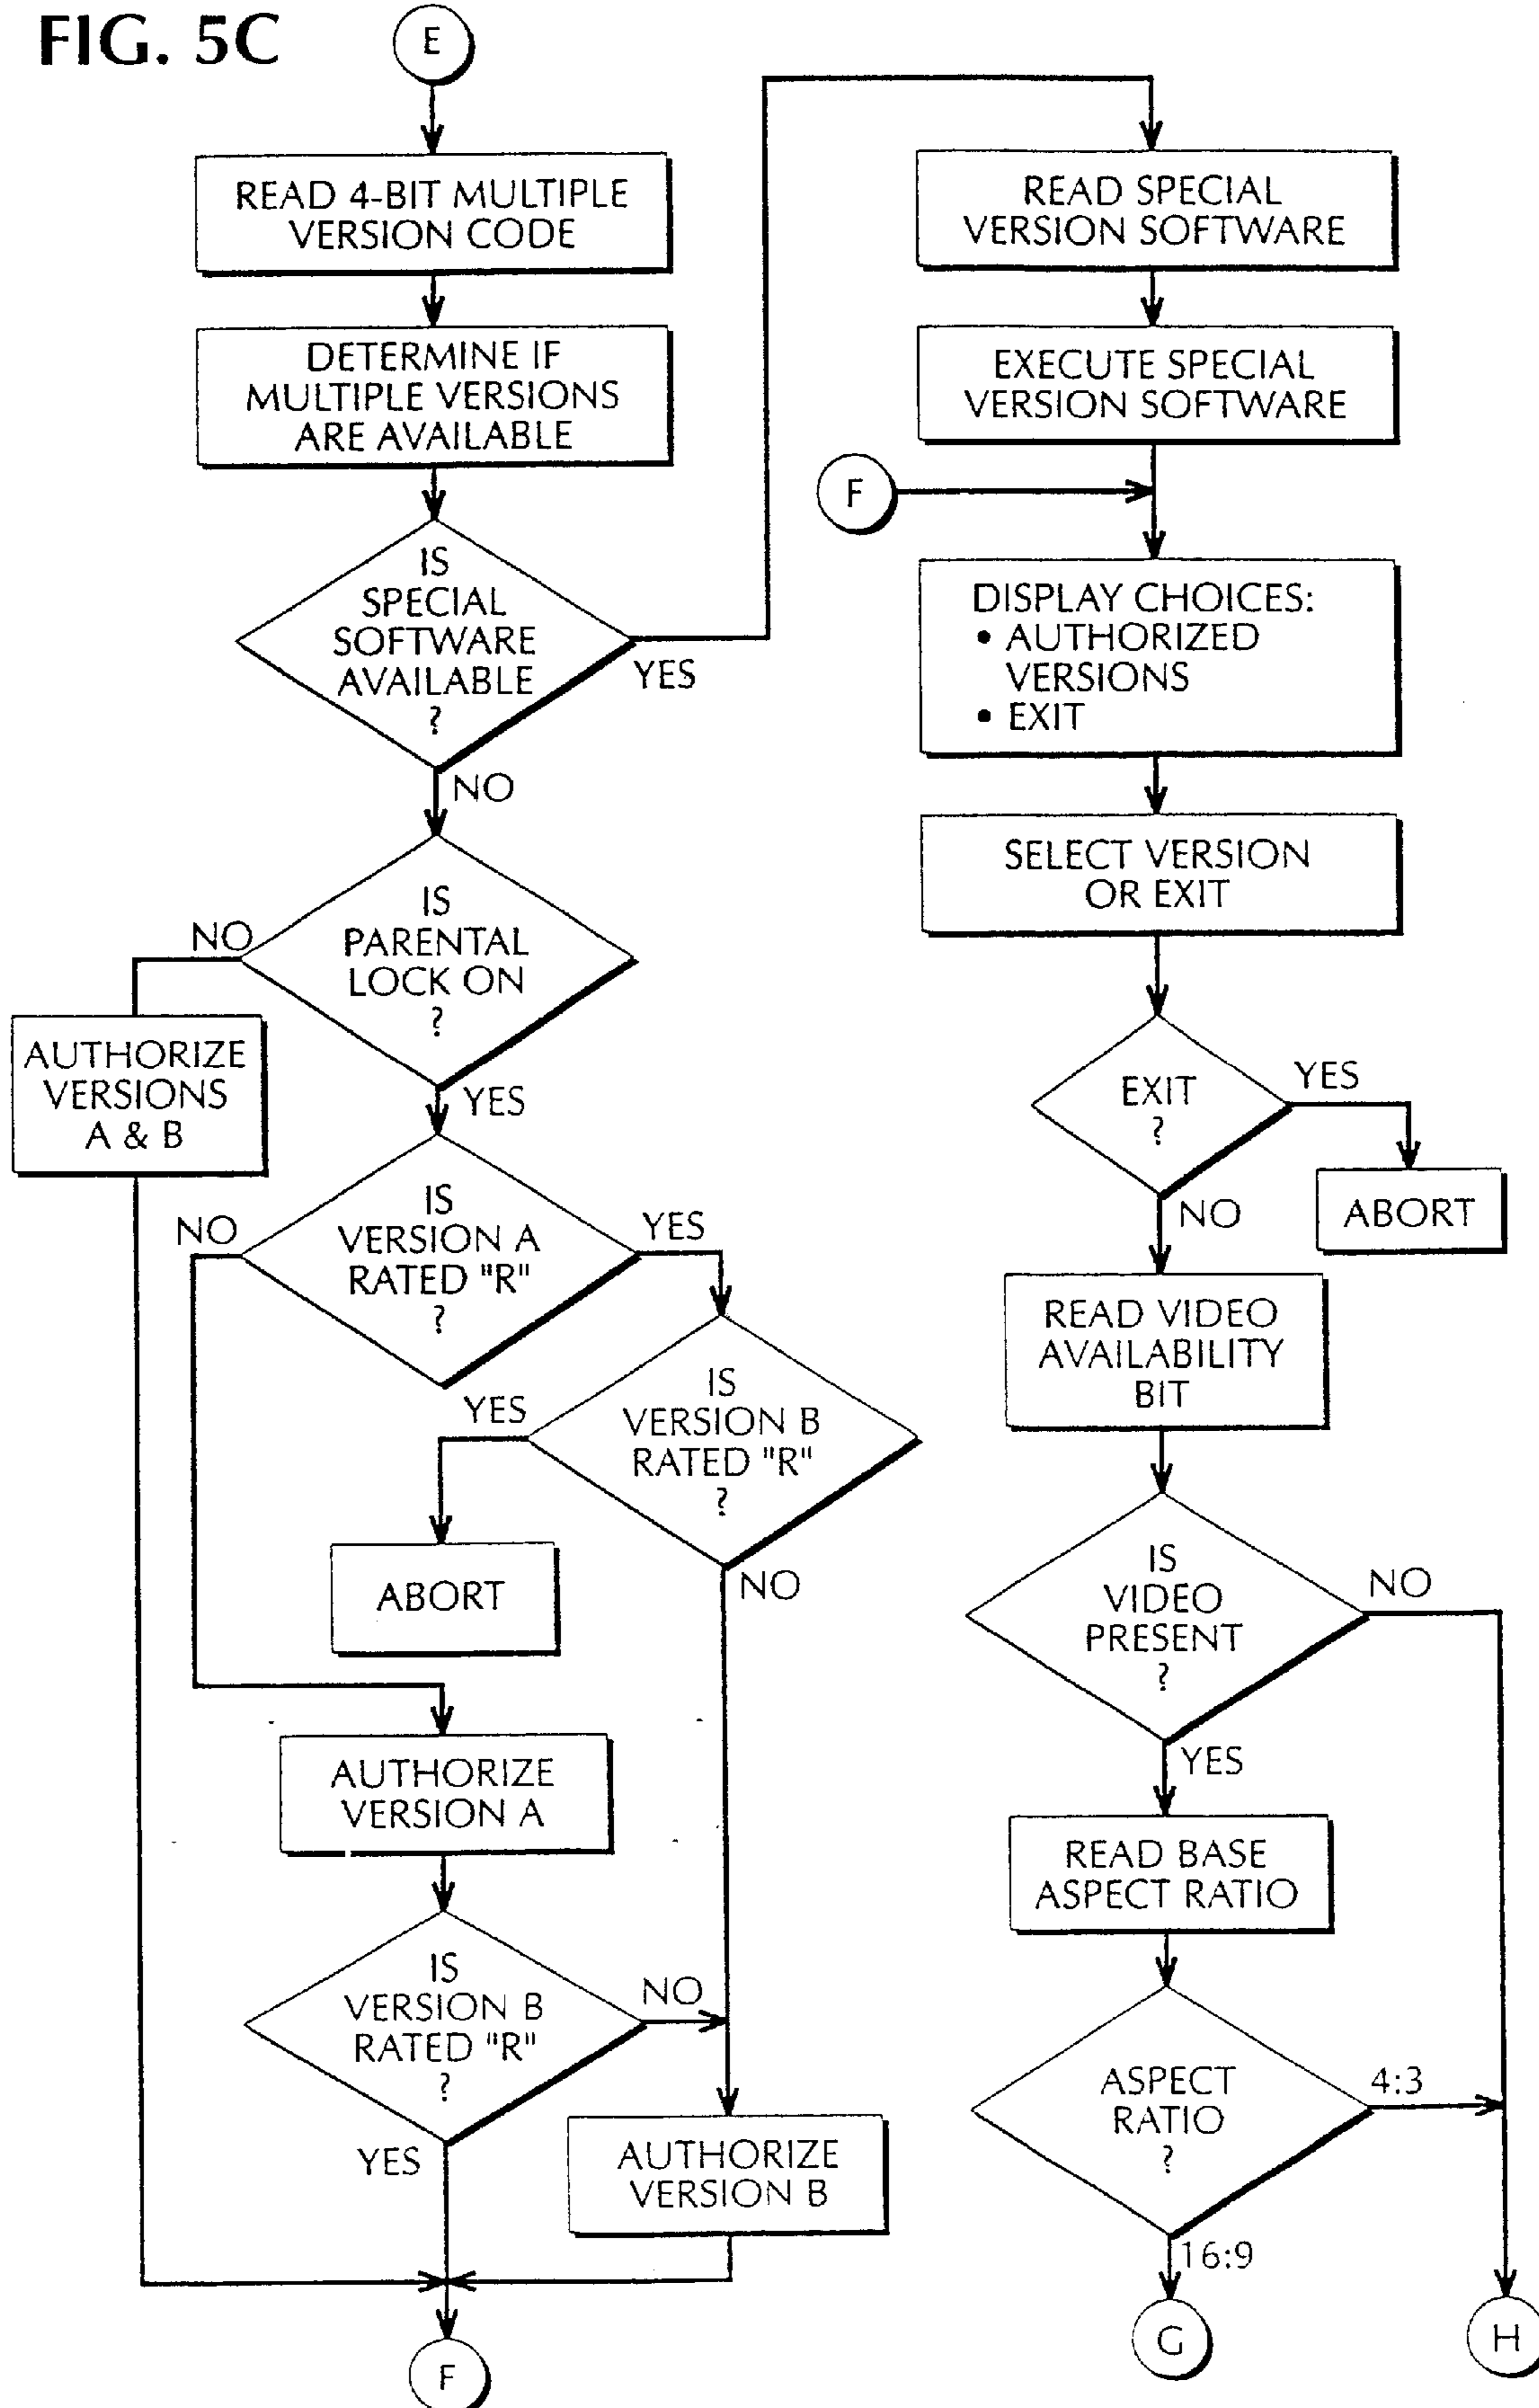 FIG. 5C
E
READ 4-BIT MULTIPLE
VERSION CODE
DETERMINE IF
MULTIPLE VERSIONS
ARE AVAILABLE
IS
SPECIAL
SOFTWARE
AVAILABLE
?
YES
NO
IS
PARENTAL
LOCK ON
?
NO
YES
AUTHORIZE
VERSIONS
A & B
IS
VERSION A
RATED "R"
?
NO
YES
IS
VERSION B
RATED "R"
?
YES
NO
ABORT
AUTHORIZE
VERSION A
IS
VERSION B
RATED "R"
?
NO
YES
AUTHORIZE
VERSION B
F
READ SPECIAL
VERSION SOFTWARE
EXECUTE SPECIAL
VERSION SOFTWARE
F
DISPLAY CHOICES:
• AUTHORIZED
VERSIONS
• EXIT
SELECT VERSION
OR EXIT
EXIT
?
YES
ABORT
NO
READ VIDEO
AVAILABILITY
BIT
IS
VIDEO
PRESENT
?
NO
YES
READ BASE
ASPECT RATIO
ASPECT
RATIO
?
4:3
16:9
G
H